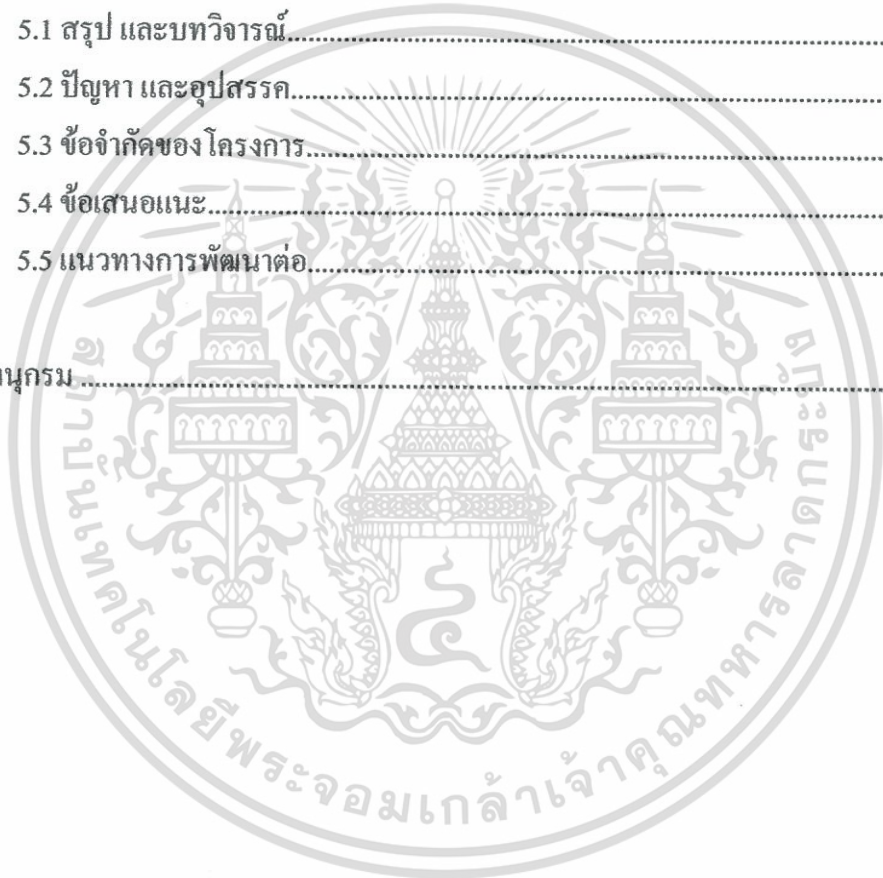 5.1 สรุป และบทวิจารณ์
5.2 ปัญหา และอุปสรรค
5.3 ข้อจำกัดของโครงการ
5.4 ข้อเสนอแนะ
5.5 แนวทางการพัฒนาต่อ
นุกรม
สถาบันเทคโนโลยีพระจอมเกล้าเจ้าคุณทหารลาดกระบัง
๔